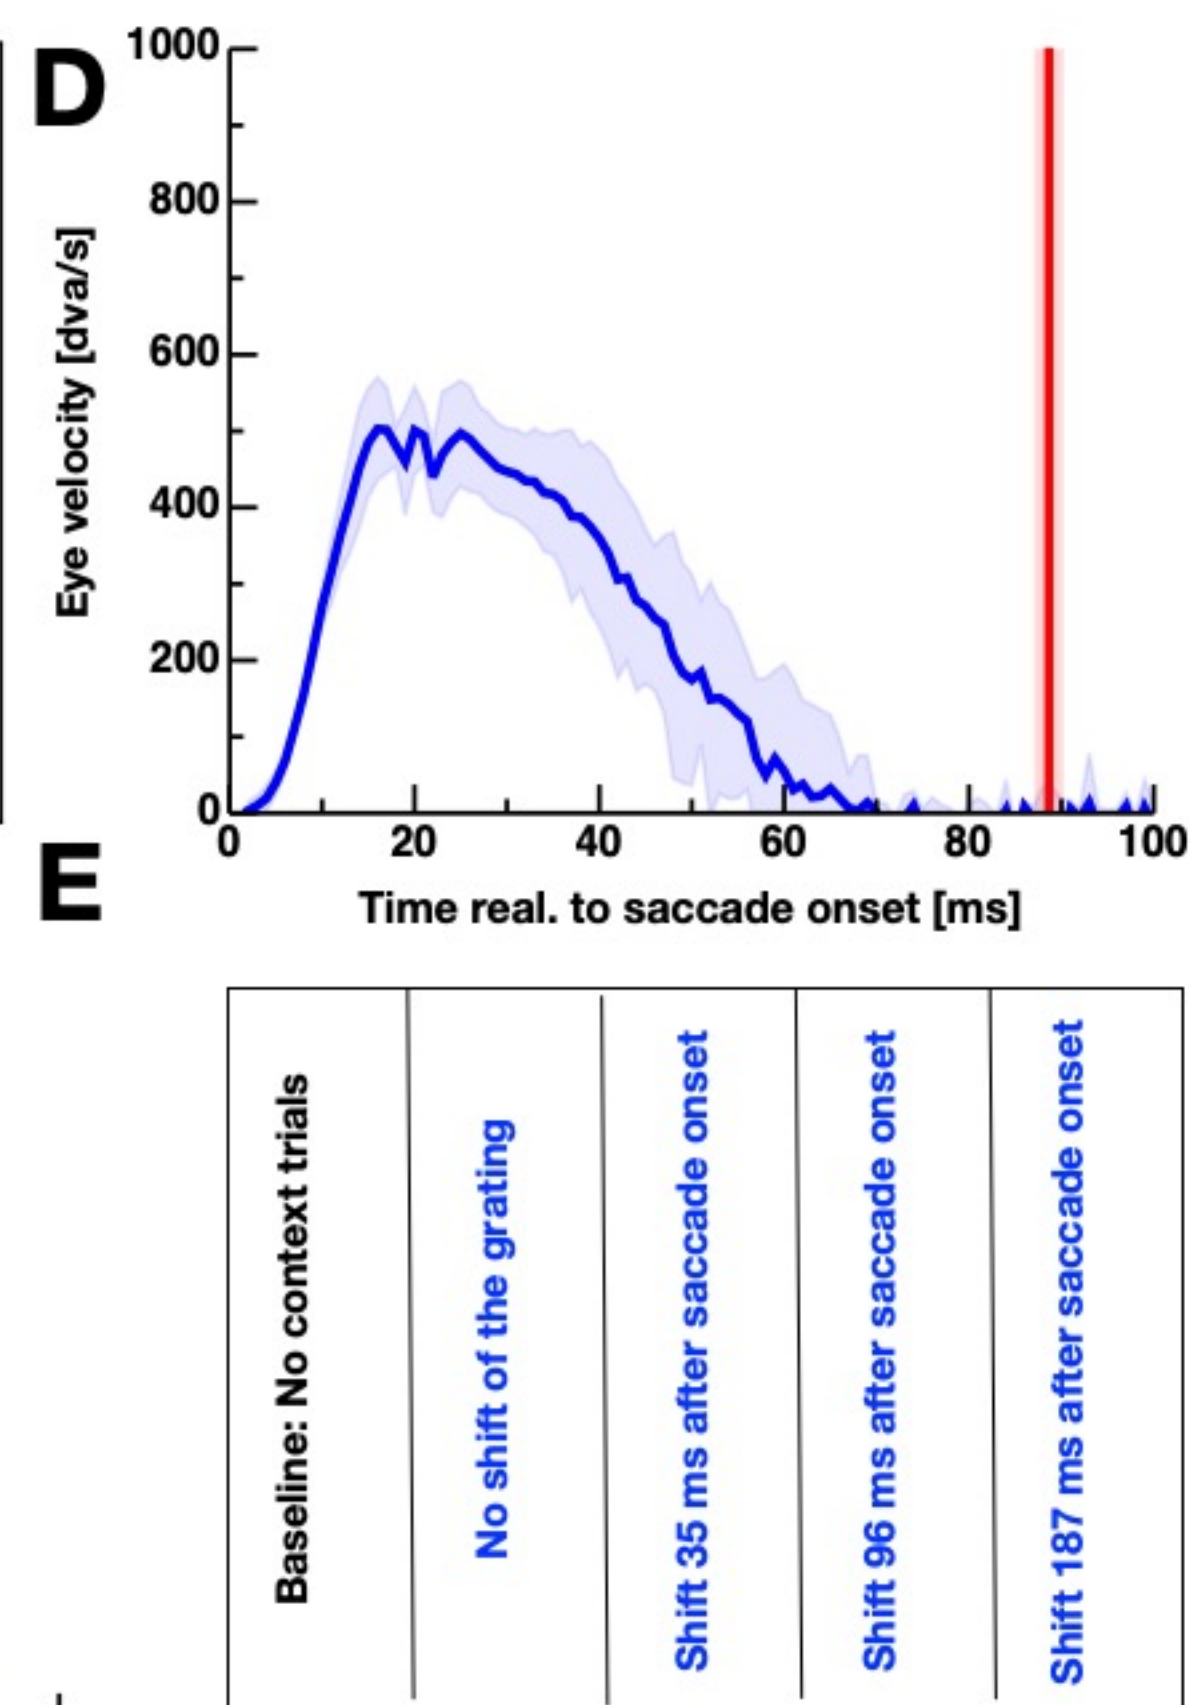 D
1000
800
600
400
200
0
Eye velocity [dva/s]
0 20 40 60 80 100
Time real. to saccade onset [ms]
E
Baseline: No context trials
No shift of the grating
Shift 35 ms after saccade onset
Shift 96 ms after saccade onset
Shift 187 ms after saccade onset